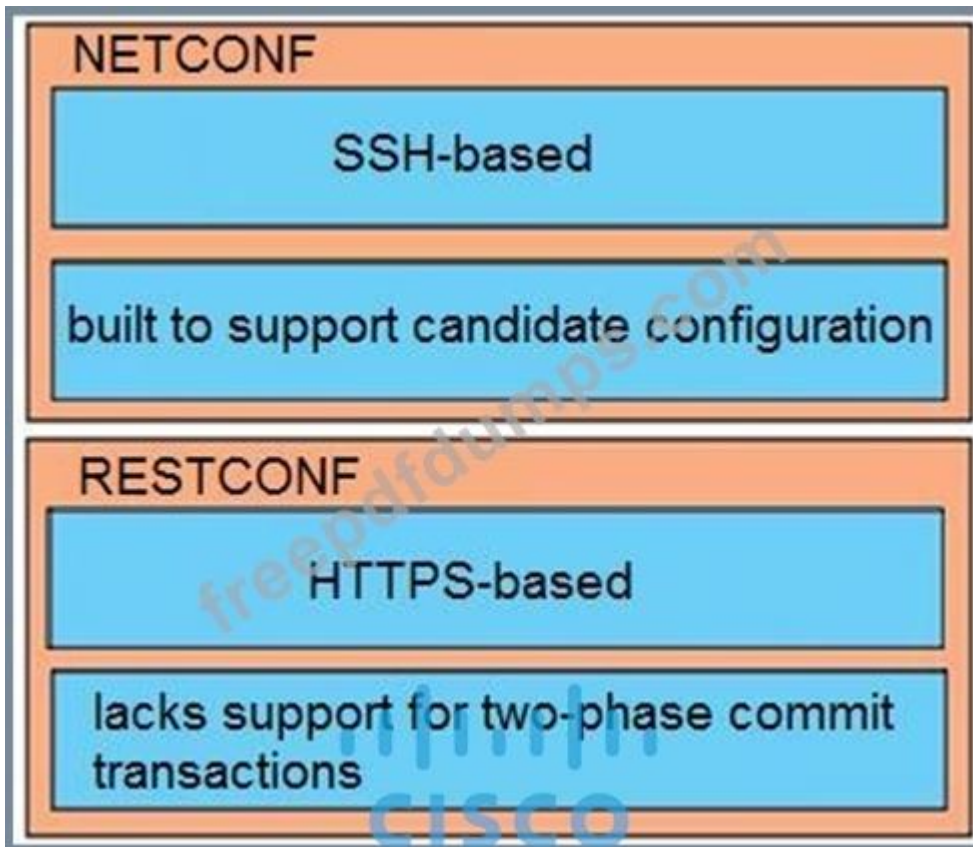 NETCONF
SSH-based
built to support candidate configuration
RESTCONF
HTTPS-based
lacks support for two-phase commit
transactions
freepdfdumps.com
CISCO